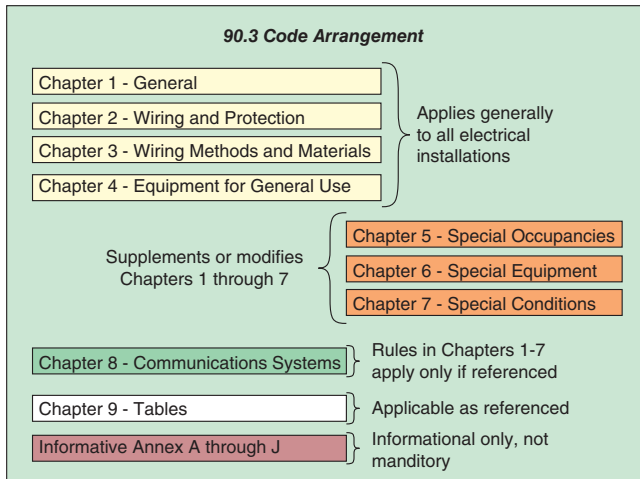 90.3 Code Arrangement
Chapter 1 - General
Chapter 2 - Wiring and Protection
Chapter 3 - Wiring Methods and Materials
Chapter 4 - Equipment for General Use
Applies generally
to all electrical
installations
Supplements or modifies
Chapters 1 through 7
Chapter 5 - Special Occupancies
Chapter 6 - Special Equipment
Chapter 7 - Special Conditions
Chapter 8 - Communications Systems
Rules in Chapters 1-7
apply only if referenced
Chapter 9 - Tables
Applicable as referenced
Informative Annex A through J
Informational only, not
manditory